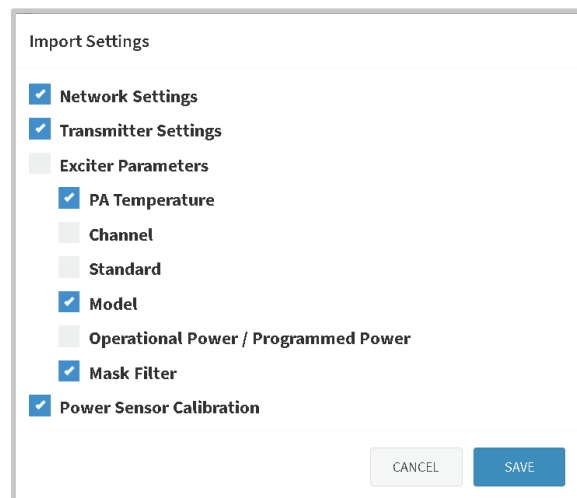 Import Settings
Network Settings
Transmitter Settings
Exciter Parameters
PA Temperature
Channel
Standard
Model
Operational Power / Programmed Power
Mask Filter
Power Sensor Calibration
CANCEL SAVE